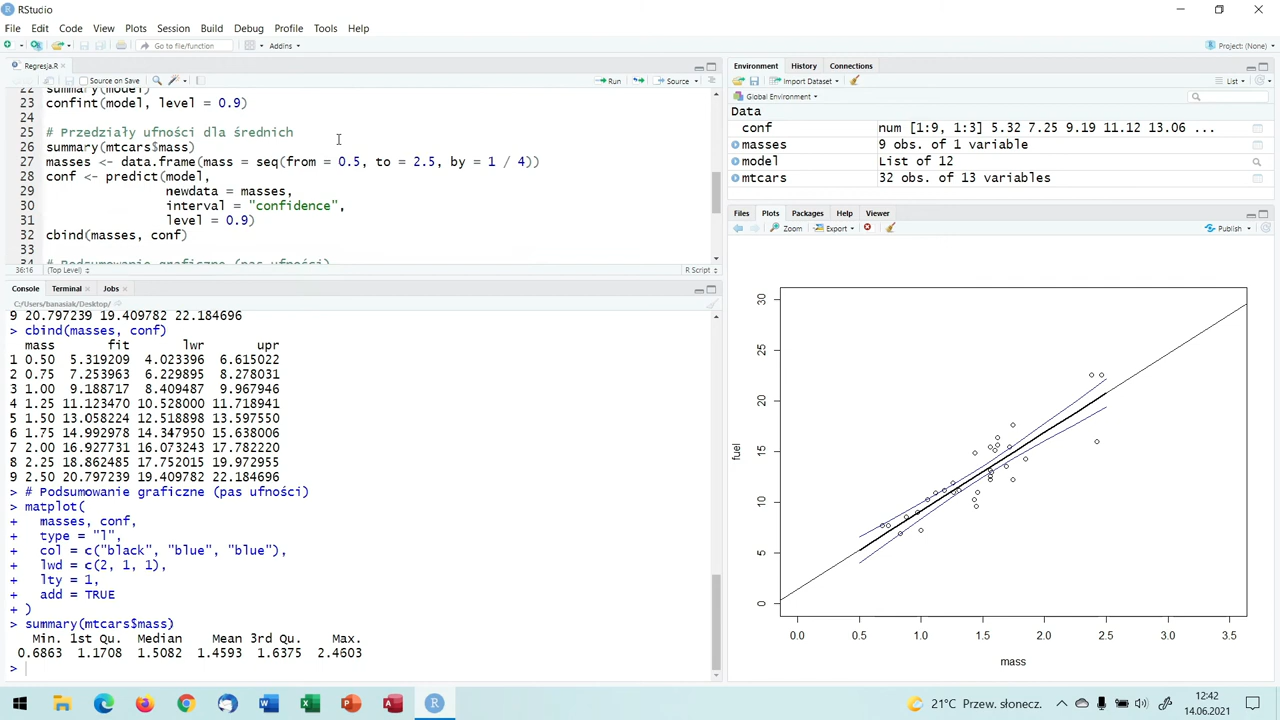 RStudio
File Edit Code View Plots Session Build Debug Profile Tools Help
Go to file/function Addins Project: (None)
Regresja.R
Source on Save Run Source
22 summary(model)
23 confint(model, level = 0.9)
24
25 # Przedziały ufności dla średnich
26 summary(mtcars$mass)
27 masses <- data.frame(mass = seq(from = 0.5, to = 2.5, by = 1 / 4))
28 conf <- predict(model,
29 newdata = masses,
30 interval = "confidence",
31 level = 0.9)
32 cbind(masses, conf)
33
34 # Podsumowanie graficzne (pas ufności)
36:16 (Top Level) R Script
Console Terminal Jobs
C:/Users/banasiak/Desktop/
9 20.797239 19.409782 22.184696
> cbind(masses, conf)
mass fit lwr upr
1 0.50 5.319209 4.023396 6.615022
2 0.75 7.253963 6.229895 8.278031
3 1.00 9.188717 8.409487 9.967946
4 1.25 11.123470 10.528000 11.718941
5 1.50 13.058224 12.518898 13.597550
6 1.75 14.992978 14.347950 15.638006
7 2.00 16.927731 16.073243 17.782220
8 2.25 18.862485 17.752015 19.972955
9 2.50 20.797239 19.409782 22.184696
> # Podsumowanie graficzne (pas ufności)
> matplot(
+ masses, conf,
+ type = "l",
+ col = c("black", "blue", "blue"),
+ lwd = c(2, 1, 1),
+ lty = 1,
+ add = TRUE
+ )
> summary(mtcars$mass)
Min. 1st Qu. Median Mean 3rd Qu. Max.
0.6863 1.1708 1.5082 1.4593 1.6375 2.4603
>
Environment History Connections
Import Dataset List
Global Environment
Data
conf num [1:9, 1:3] 5.32 7.25 9.19 11.12 13.06 ...
masses 9 obs. of 1 variable
model List of 12
mtcars 32 obs. of 13 variables
Files Plots Packages Help Viewer
Zoom Export Publish
30
25
20
15
10
5
0
fuel
0.0 0.5 1.0 1.5 2.0 2.5 3.0 3.5
mass
21°C Przew. słonecz. 12:42
14.06.2021